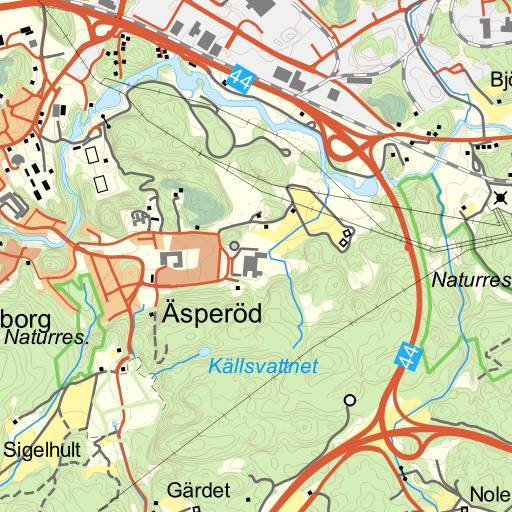 44
Bjö
Naturres.
Äsperöd
borg
Naturres.
44
Källsvattnet
Sigelhult
Gärdet
Nole